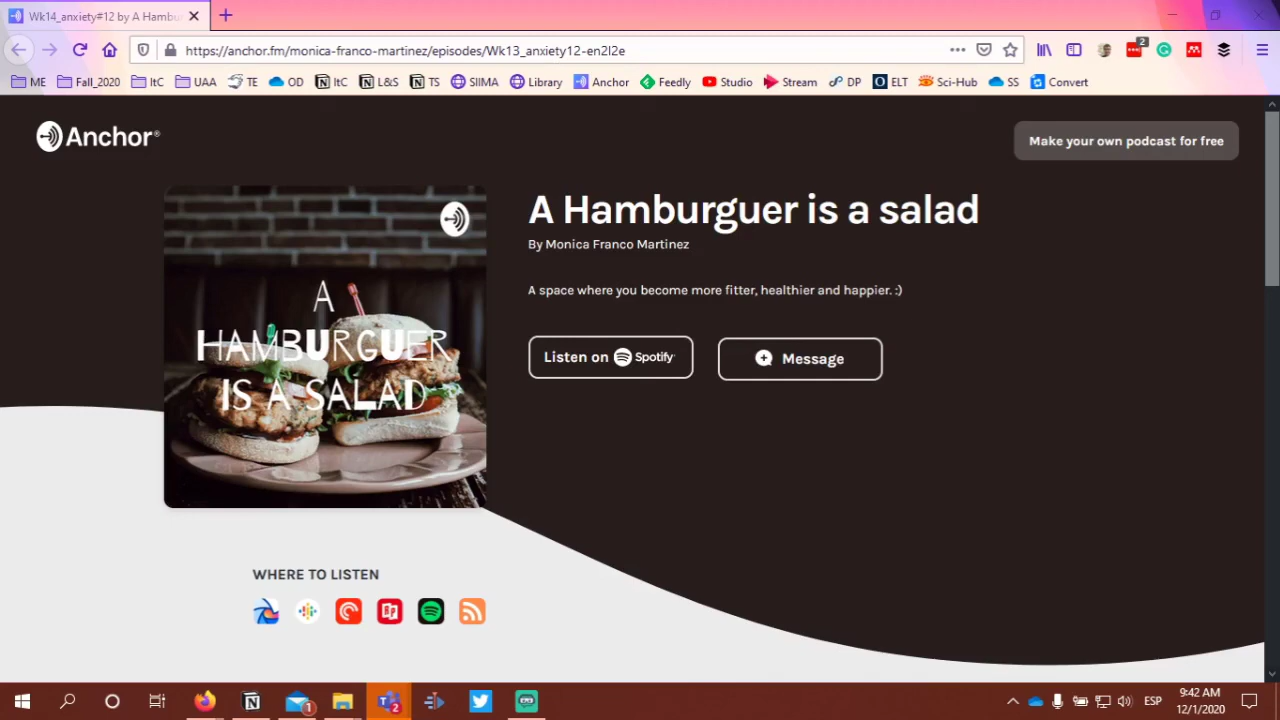 Wk14_anxiety#12 by A Hambu
https://anchor.fm/monica-franco-martinez/episodes/Wk13_anxiety12-en2l2e
2
ME Fall_2020 ItC UAA TE OD ItC L&S TS SIIMA Library Anchor Feedly Studio Stream DP ELT Sci-Hub SS Convert
Anchor®
Make your own podcast for free
A Hamburguer is a salad
By Monica Franco Martinez
A space where you become more fitter, healthier and happier. :)
Listen on Spotify
Message
A
HAMBURGUER
IS A SALAD
WHERE TO LISTEN
1
2
ESP
9:42 AM
12/1/2020